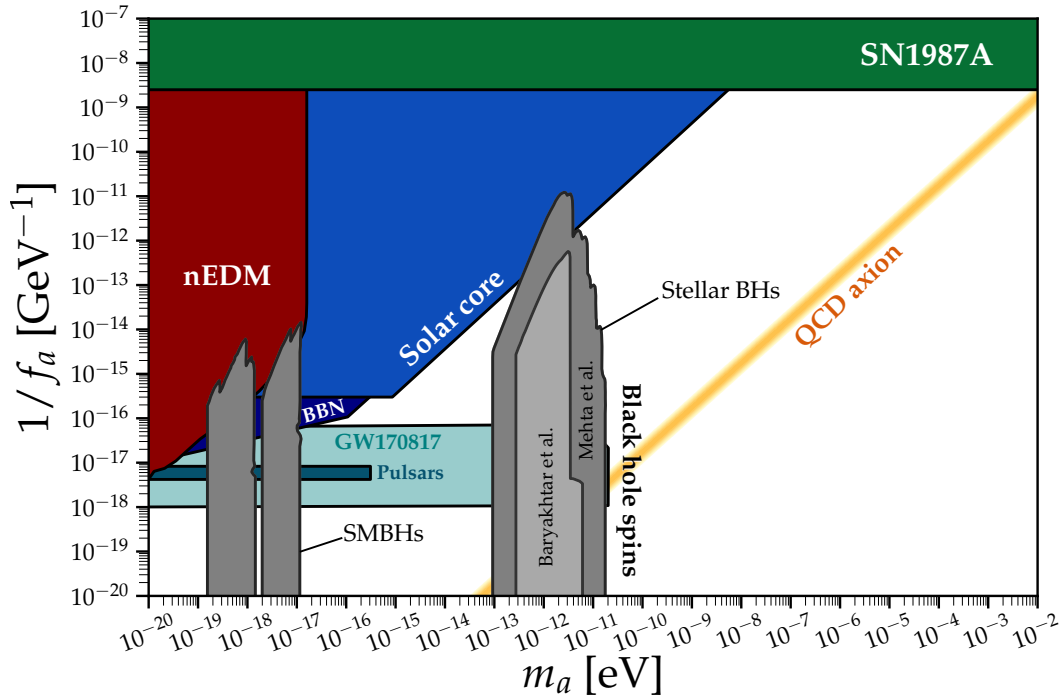 10⁻⁷
10⁻⁸
10⁻⁹
10⁻¹⁰
10⁻¹¹
10⁻¹²
10⁻¹³
10⁻¹⁴
10⁻¹⁵
10⁻¹⁶
10⁻¹⁷
10⁻¹⁸
10⁻¹⁹
10⁻²⁰
1/fₐ [GeV⁻¹]
SN1987A
nEDM
Solar core
QCD axion
Stellar BHs
BBN
GW170817
Pulsars
SMBHs
Baryakhtar et al.
Mehta et al.
Black hole spins
10⁻²⁰
10⁻¹⁹
10⁻¹⁸
10⁻¹⁷
10⁻¹⁶
10⁻¹⁵
10⁻¹⁴
10⁻¹³
10⁻¹²
10⁻¹¹
10⁻¹⁰
10⁻⁹
10⁻⁸
10⁻⁷
10⁻⁶
10⁻⁵
10⁻⁴
10⁻³
10⁻²
mₐ [eV]